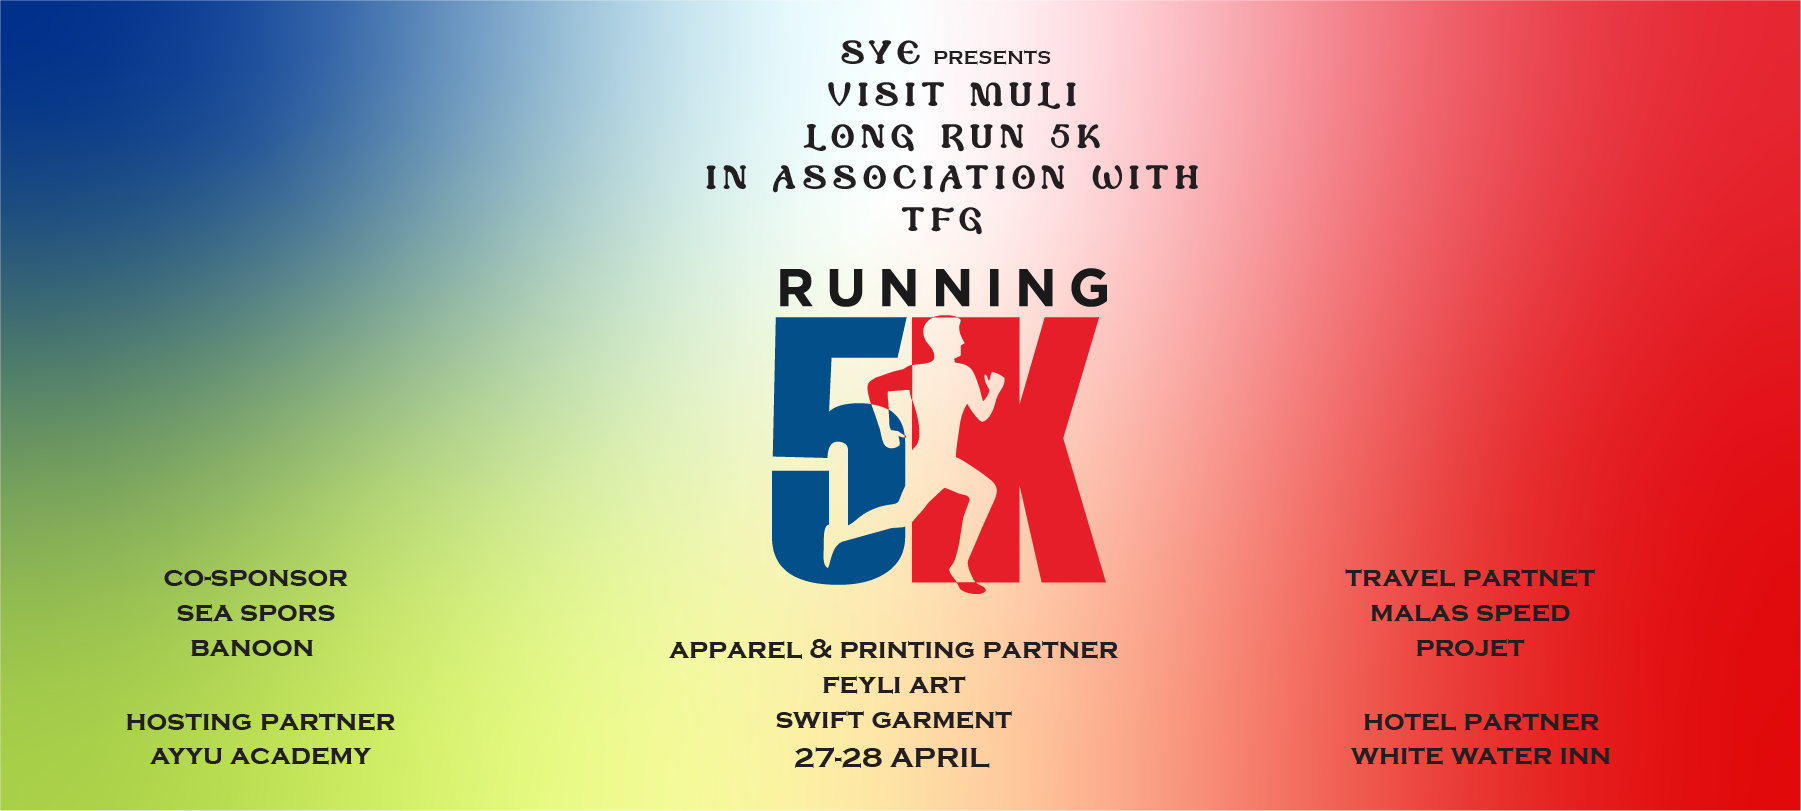 SYE PRESENTS
VISIT MULI
LONG RUN 5K
IN ASSOCIATION WITH
TFG
RUNNING
5K
CO-SPONSOR
SEA SPORS
BANOON
HOSTING PARTNER
AYYU ACADEMY
APPAREL & PRINTING PARTNER
FEYLI ART
SWIFT GARMENT
27-28 APRIL
TRAVEL PARTNET
MALAS SPEED
PROJET
HOTEL PARTNER
WHITE WATER INN